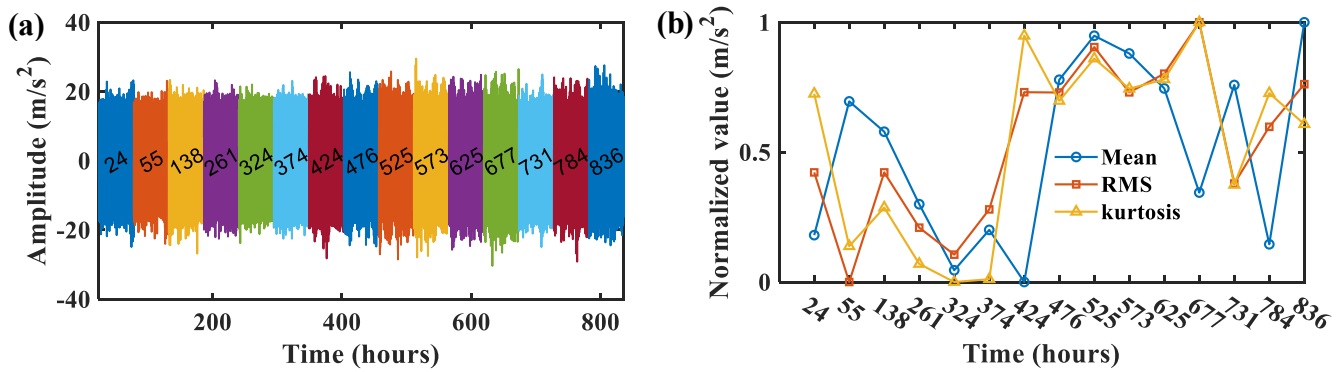 (a)
Amplitude (m/s²)
40
20
0
-20
-40
24 55 138 261 324 374 424 476 525 573 625 677 731 784 836
200 400 600 800
Time (hours)
(b)
Normalized value (m/s²)
1
0.5
0
Mean
RMS
kurtosis
24 55 138 261 324 374 424 476 525 573 625 677 731 784 836
Time (hours)